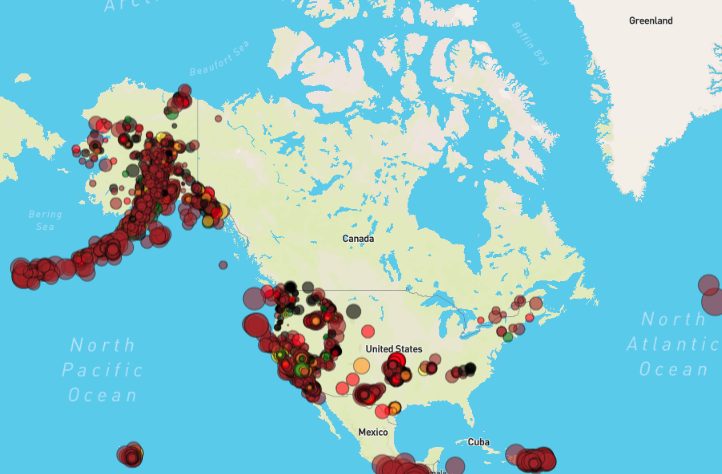 Arctic
Greenland
Beaufort Sea
Baffin Bay
Bering
Sea
Canada
North
Pacific
Ocean
United States
North
Atlantic
Ocean
Mexico
Cuba